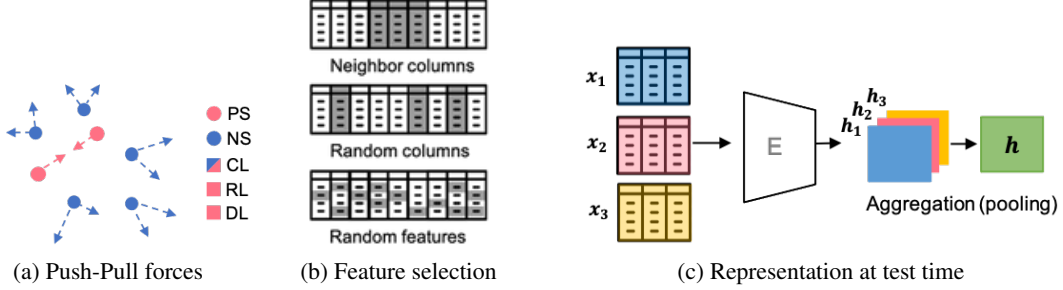 PS
NS
CL
RL
DL
(a) Push-Pull forces
Neighbor columns
Random columns
Random features
(b) Feature selection
x₁
x₂
x₃
E
h₁
h₂
h₃
h
Aggregation (pooling)
(c) Representation at test time